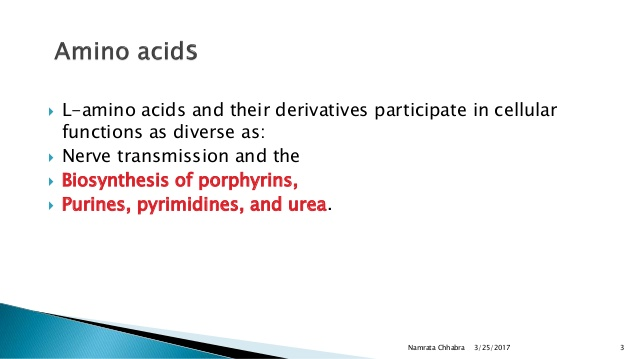 Amino acids
L-amino acids and their derivatives participate in cellular
functions as diverse as:
Nerve transmission and the
Biosynthesis of porphyrins,
Purines, pyrimidines, and urea.
Namrata Chhabra 3/25/2017 3